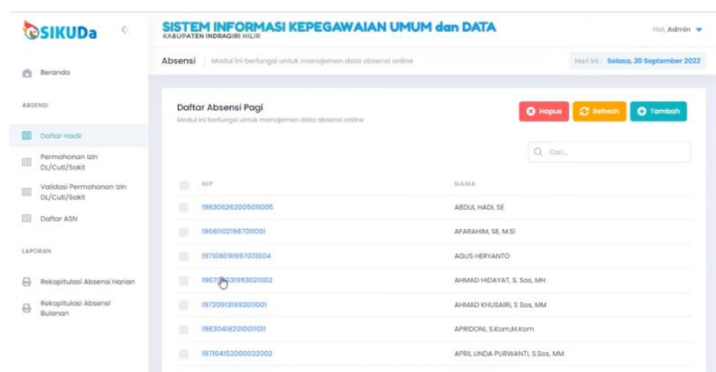 SIKUDa
SISTEM INFORMASI KEPEGAWAIAN UMUM dan DATA
KABUPATEN INDRAGIRI HILIR
Hai, Admin
Absensi
Modul ini berfungsi untuk manajemen data absensi online
Hari ini : Selasa, 20 September 2022
Beranda
ABSENSI
Daftar Hadir
Permohonan Izin
DL/Cuti/Sakit
Validasi Permohonan Izin
DL/Cuti/Sakit
Daftar ASN
LAPORAN
Rekapitulasi Absensi Harian
Rekapitulasi Absensi
Bulanan
Daftar Absensi Pagi
Modul ini berfungsi untuk manajemen data absensi online
Hapus
Refresh
Tambah
Cari...
NIP NAMA
198306262005011005 ABDUL HADI, SE
196611021987011001 AFARAHIM, SE, M.Si
197108091997031004 AGUS HERYANTO
AHMAD HIDAYAT, S. Sos, MH
197209131992011001 AHMAD KHUSAIRI, S Sos, MM
198304182010011011 APRIDONI, S.Kom,M.Kom
197104152000032002 APRIL LINDA PURWANTI, S.Sos, MM